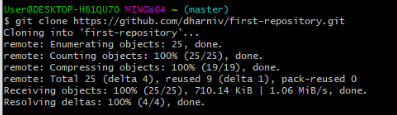 User@DESKTOP-H61QU7O MINGW64 ~ (master)
$ git clone https://github.com/dharniv/first-repository.git
Cloning into 'first-repository'...
remote: Enumerating objects: 25, done.
remote: Counting objects: 100% (25/25), done.
remote: Compressing objects: 100% (19/19), done.
remote: Total 25 (delta 4), reused 9 (delta 1), pack-reused 0
Receiving objects: 100% (25/25), 710.14 KiB | 1.06 MiB/s, done.
Resolving deltas: 100% (4/4), done.